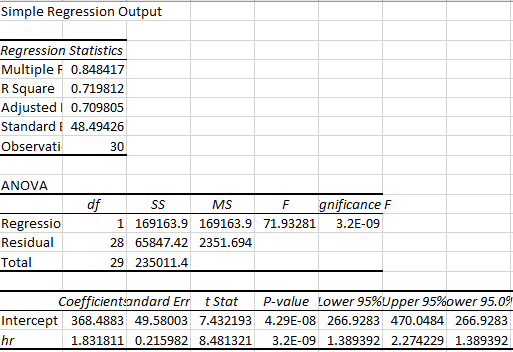 Simple Regression Output
Regression Statistics
Multiple R 0.848417
R Square 0.719812
Adjusted 0.709805
Standard E 48.49426
Observati 30
ANOVA
df SS MS F gnificance F
Regressio 1 169163.9 169163.9 71.93281 3.2E-09
Residual 28 65847.42 2351.694
Total 29 235011.4
Coefficients andard Err t Stat P-value Lower 95% Upper 95% ower 95.0%
Intercept 368.4883 49.58003 7.432193 4.29E-08 266.9283 470.0484 266.9283
hr 1.831811 0.215982 8.481321 3.2E-09 1.389392 2.274229 1.389392